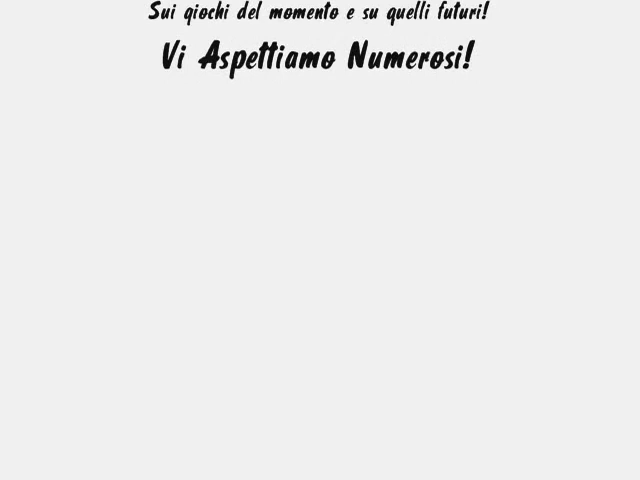 Sui giochi del momento e su quelli futuri!
Vi Aspettiamo Numerosi!